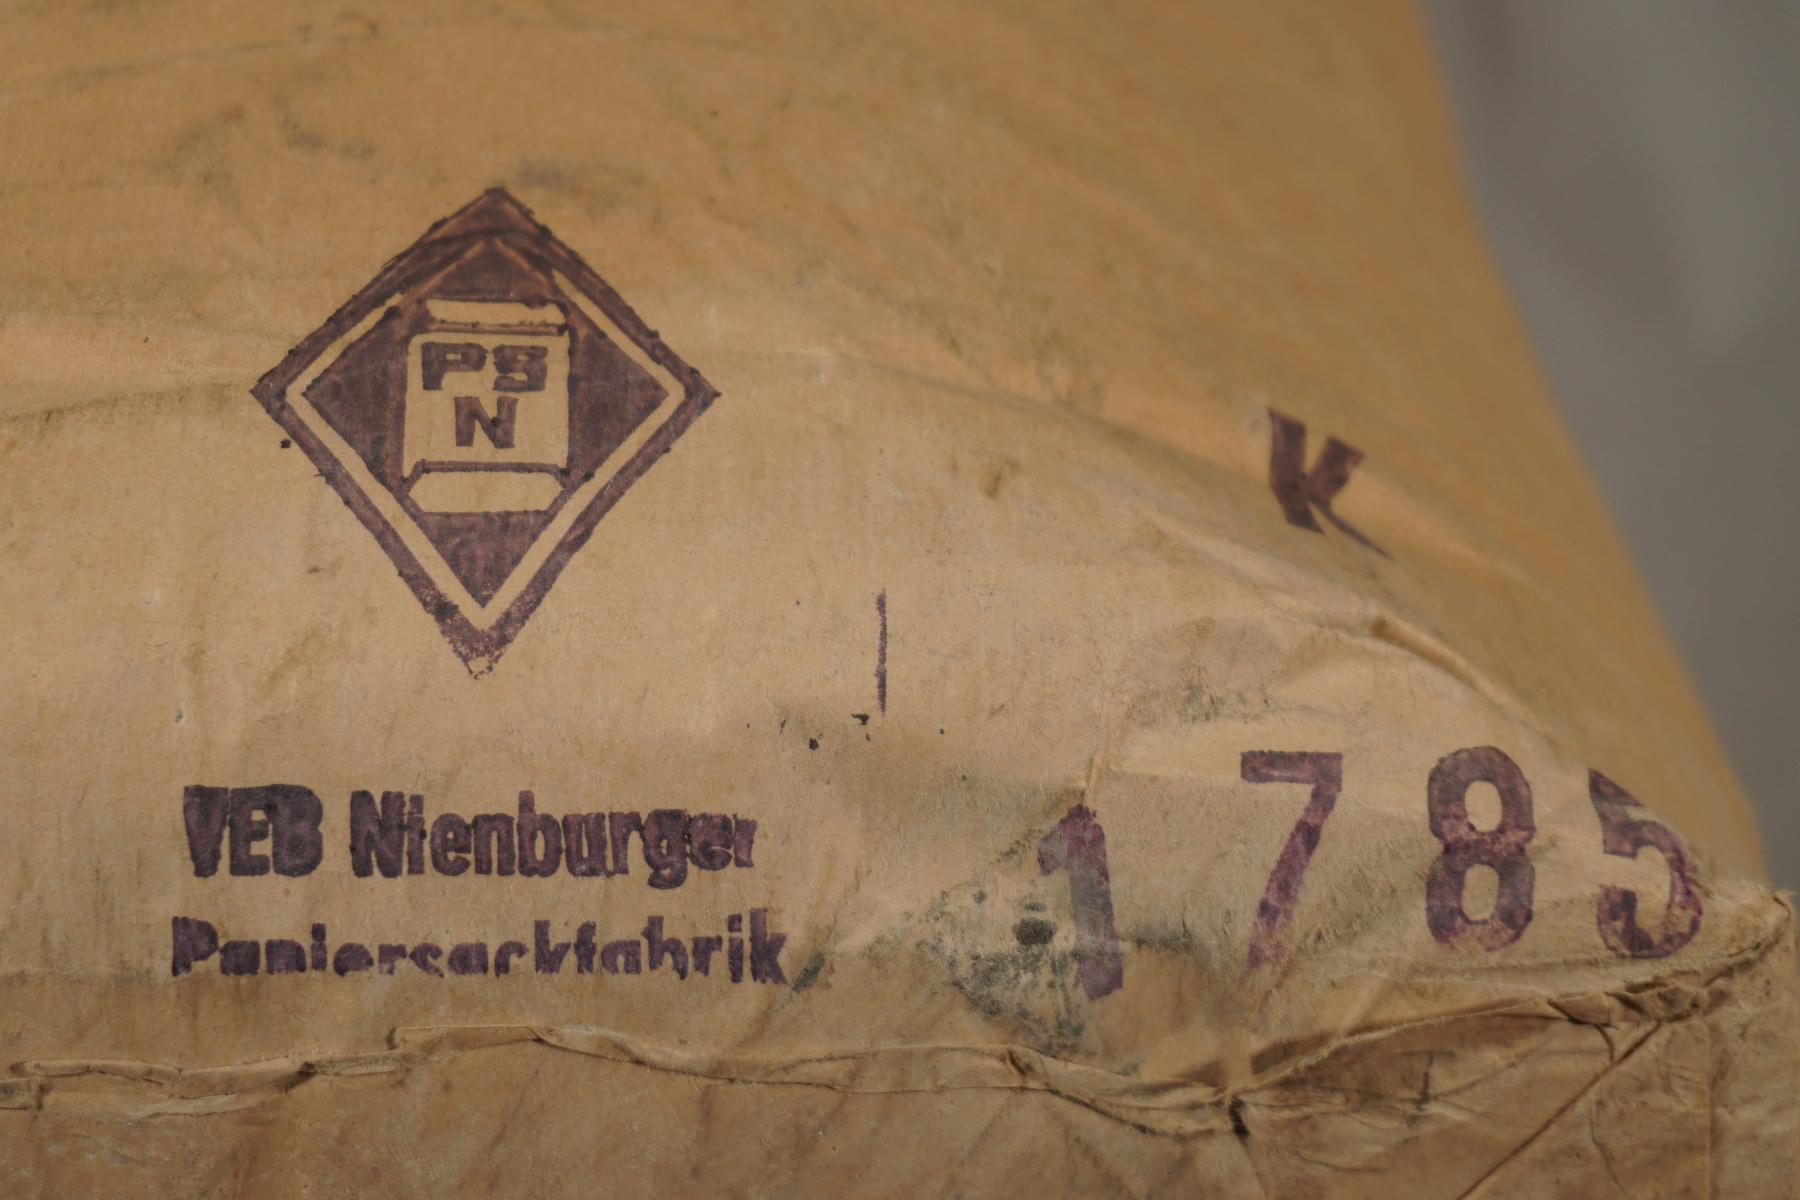 PS
N
K
1785
VEB Nienburger
Papiersackfabrik